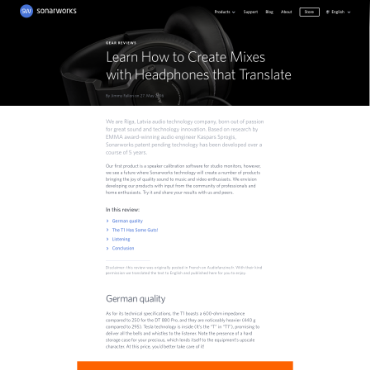 SW sonarworks
Products Support Blog About Store English
GEAR REVIEWS
Learn How to Create Mixes
with Headphones that Translate
We are Riga, Latvia audio technology company, born out of passion
for great sound and technology innovation. Based on research by
EMMA award winning audio engineer Kaspars Sprogis,
Sonarworks patent pending technology has been developed over a
course of 5 years.
Our first product is a speaker calibration software for studio monitors, however,
we see a future where Sonarworks technology will create a number of products
bringing the joy of quality sound to music and video enthusiasts. We envision
developing our products with input from the community of professionals and
home enthusiasts. Try it and share your results with us and peers.
In this review:
German quality
The T1 Has Some Guts!
Listening
Conclusion
German quality
As for its technical specifications, the T1 boasts a 600 ohm impedance
compared to 250 for the DT 880 Pro, and they are noticeably heavier (440 g
compared to 295). Tesla technology is inside (it's the "T" in "T1"), promising to
deliver all the bells and whistles to the listener. Note the presence of a hard
storage case for your precious, which lends itself to the equipment's upscale
character. At this price, you'd better take care of it!